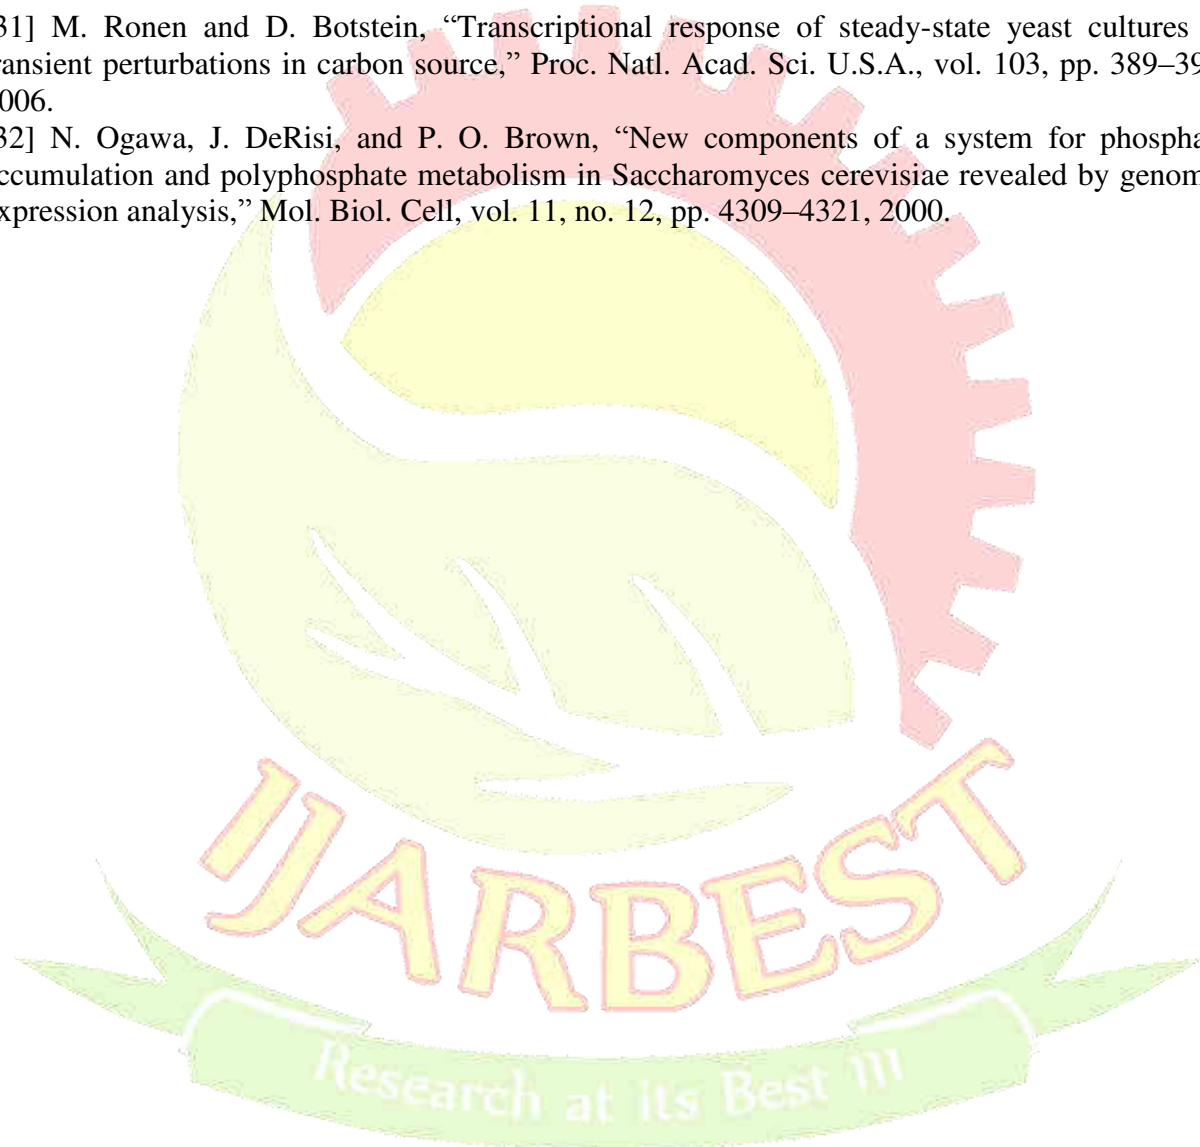 31] M. Ronen and D. Botstein, “Transcriptional response of steady-state yeast cultures
ransient perturbations in carbon source,” Proc. Natl. Acad. Sci. U.S.A., vol. 103, pp. 389–39
006.
32] N. Ogawa, J. DeRisi, and P. O. Brown, “New components of a system for phospha
ccumulation and polyphosphate metabolism in Saccharomyces cerevisiae revealed by genom
xpression analysis,” Mol. Biol. Cell, vol. 11, no. 12, pp. 4309–4321, 2000.
IJARBEST
Research at its Best !!!